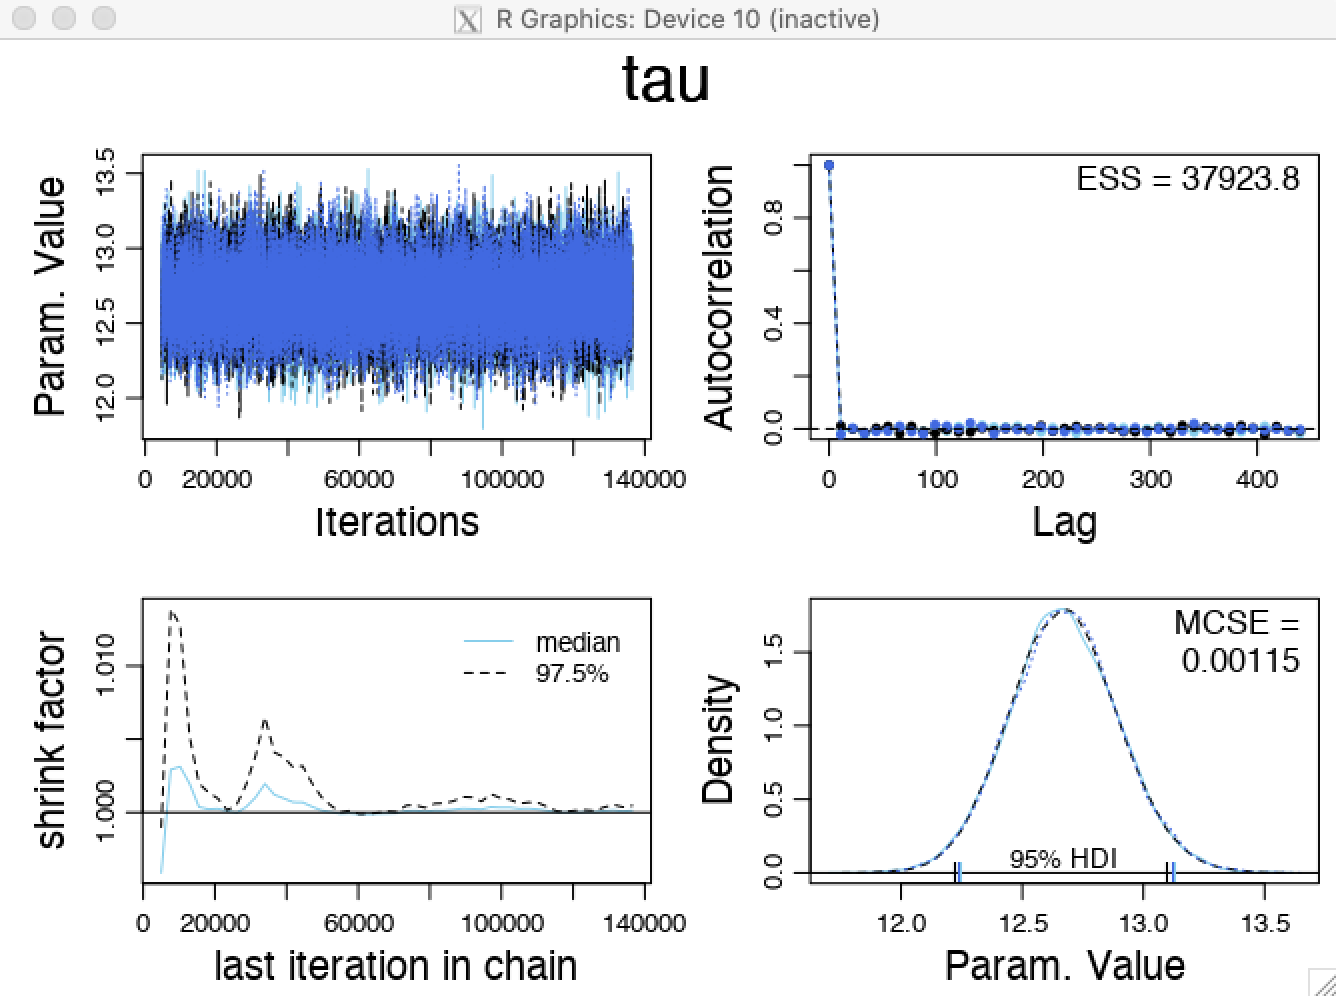 R Graphics: Device 10 (inactive)
tau
Param. Value
12.0 12.5 13.0 13.5
0 20000 60000 100000 140000
Iterations
Autocorrelation
0.0 0.4 0.8
ESS = 37923.8
0 100 200 300 400
Lag
shrink factor
1.000 1.010
median
97.5%
0 20000 60000 100000 140000
last iteration in chain
Density
0.0 0.5 1.0 1.5
MCSE =
0.00115
95% HDI
12.0 12.5 13.0 13.5
Param. Value